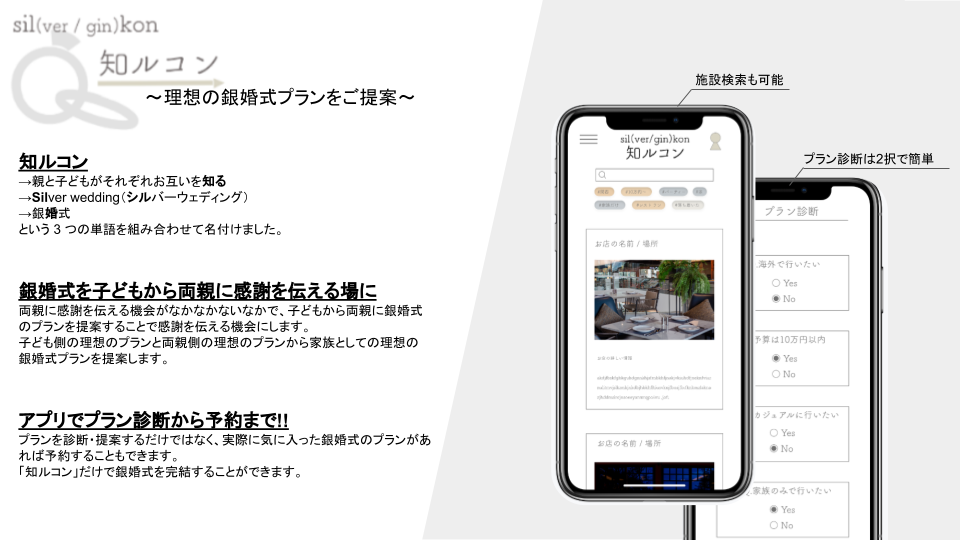 sil(ver / gin)kon
知ルコン
～理想の銀婚式プランをご提案～
知ルコン
→親と子どもがそれぞれお互いを知る
→Silver wedding（シルバーウェディング）
→銀婚式
という 3 つの単語を組み合わせて名付けました。
銀婚式を子どもから両親に感謝を伝える場に
両親に感謝を伝える機会がなかなかないなかで、子どもから両親に銀婚式
のプランを提案することで感謝を伝える機会にします。
子ども側の理想のプランと両親側の理想のプランから家族としての理想の
銀婚式プランを提案します。
アプリでプラン診断から予約まで!!
プランを診断・提案するだけではなく、実際に気に入った銀婚式のプランがあ
れば予約することもできます。
「知ルコン」だけで銀婚式を完結することができます。
施設検索も可能
sil(ver/gin)kon
知ルコン
お店の名前 / 場所
お店の名前 / 場所
プラン診断は2択で簡単
プラン診断
海外で行いたい
Yes
No
予算は10万円以内
Yes
No
カジュアルに行いたい
Yes
No
家族のみで行いたい
Yes
No